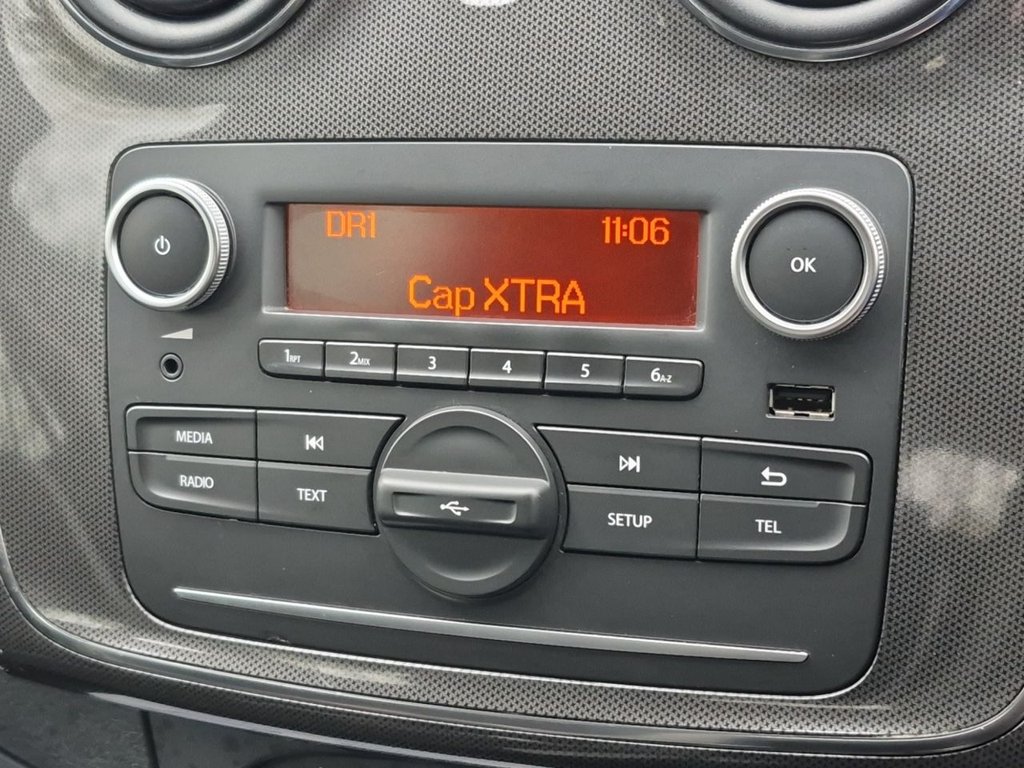 DR1 11:06
Cap XTRA
OK
1RPT 2MIX 3 4 5 6A-Z
MEDIA
RADIO TEXT
SETUP TEL